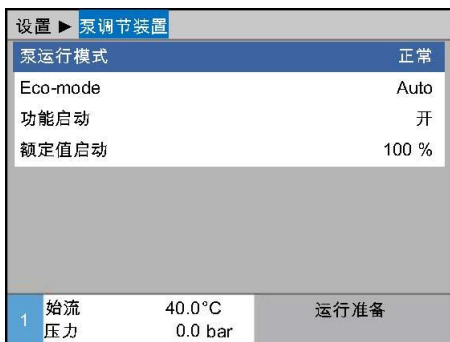 设置 ▶ 泵调节装置
泵运行模式 正常
Eco-mode Auto
功能启动 开
额定值启动 100 %
1 始流 40.0°C 运行准备
压力 0.0 bar